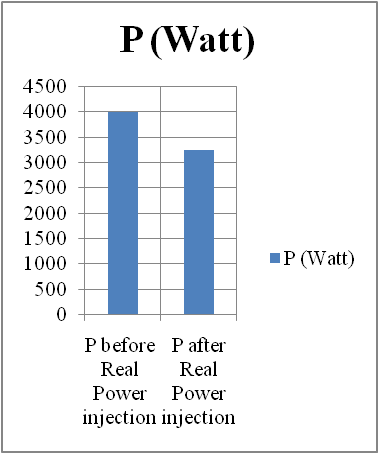 P (Watt)
4500
4000
3500
3000
2500
2000
1500
1000
500
0
P (Watt)
P before
Real
Power
injection
P after
Real
Power
injection